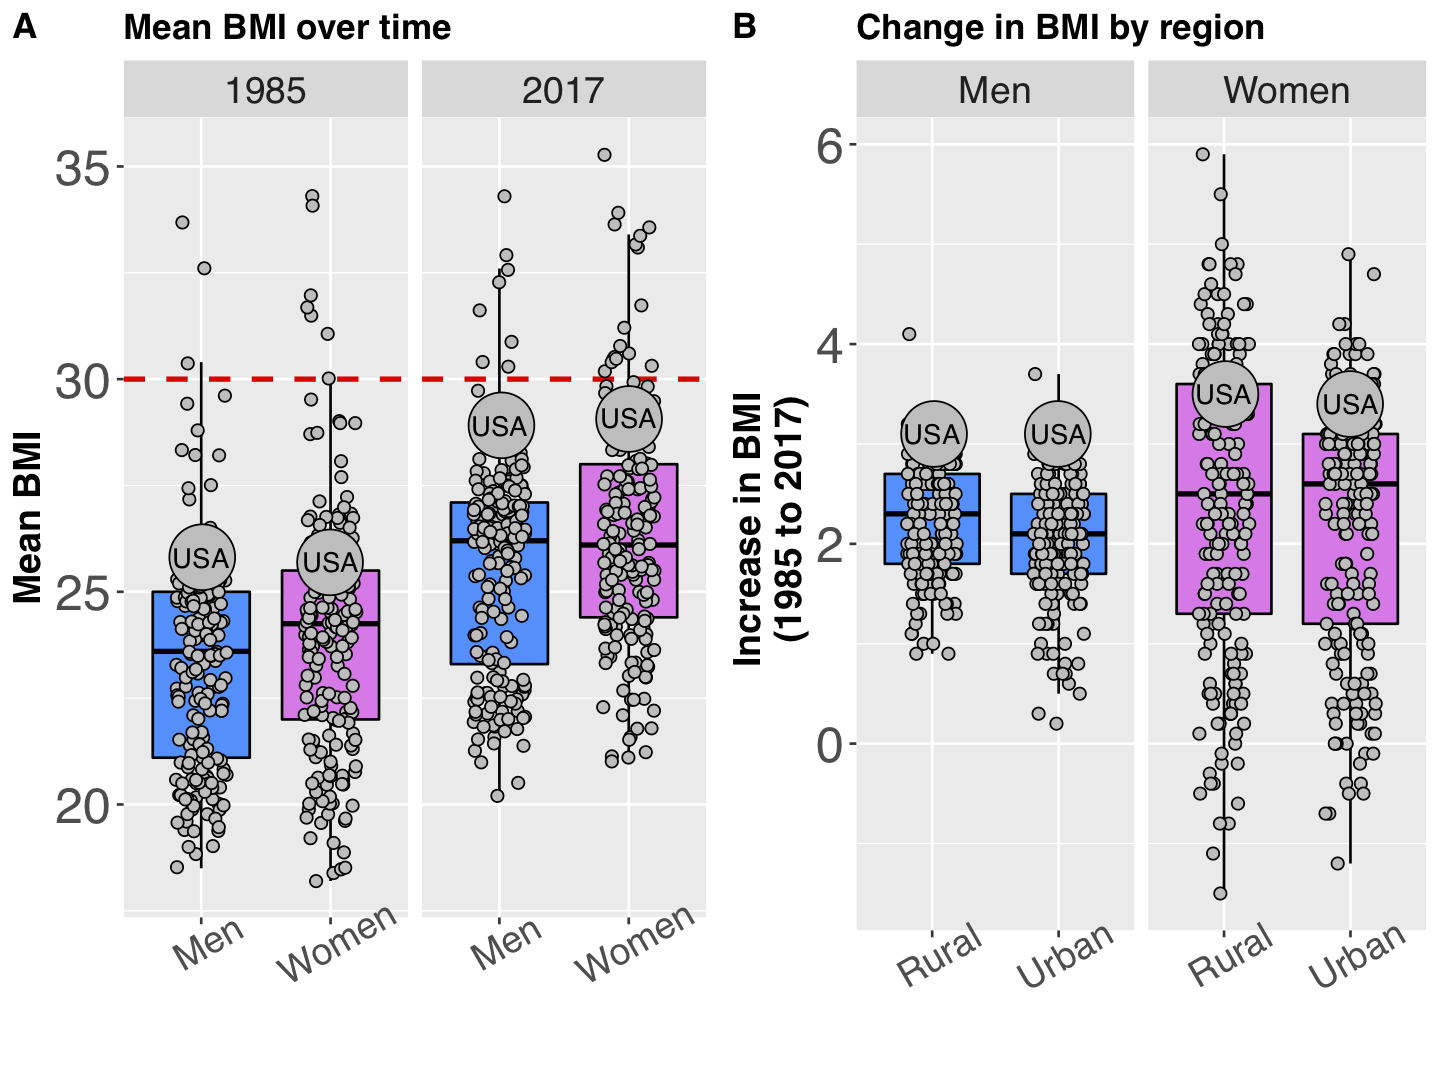 A
Mean BMI over time
1985
2017
Mean BMI
35
30
25
20
USA
USA
USA
USA
Men
Women
Men
Women
B
Change in BMI by region
Men
Women
Increase in BMI
(1985 to 2017)
6
4
2
0
USA
USA
USA
USA
Rural
Urban
Rural
Urban